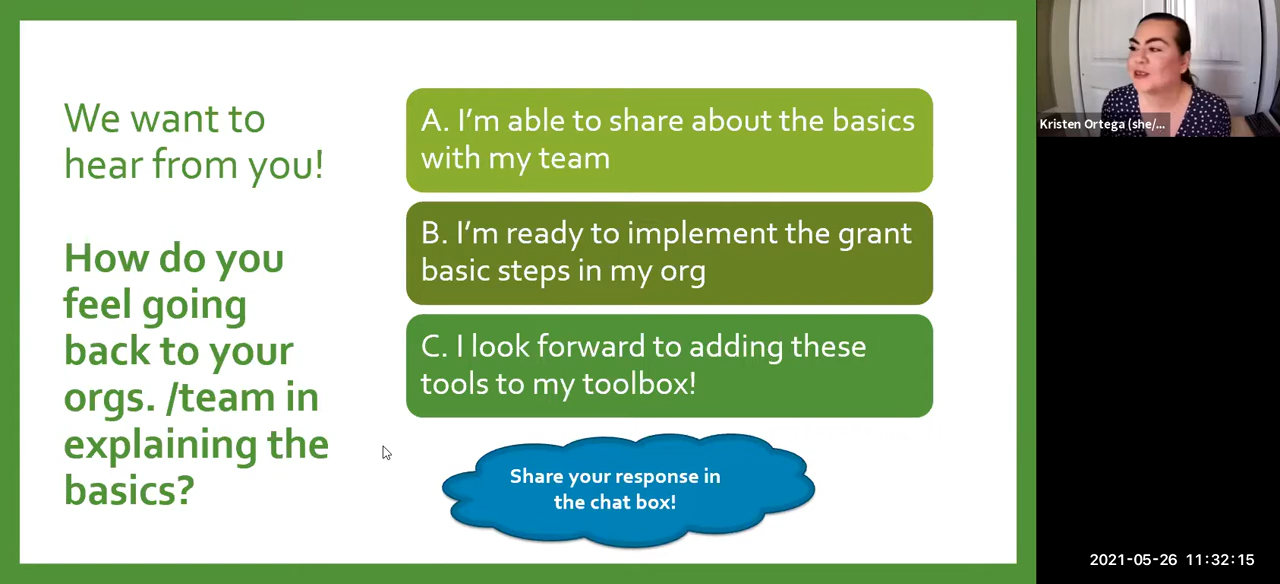 We want to
hear from you!
How do you
feel going
back to your
orgs. /team in
explaining the
basics?
A. I'm able to share about the basics
with my team
B. I'm ready to implement the grant
basic steps in my org
C. I look forward to adding these
tools to my toolbox!
Share your response in
the chat box!
Kristen Ortega (she/...
2021-05-26 11:32:15